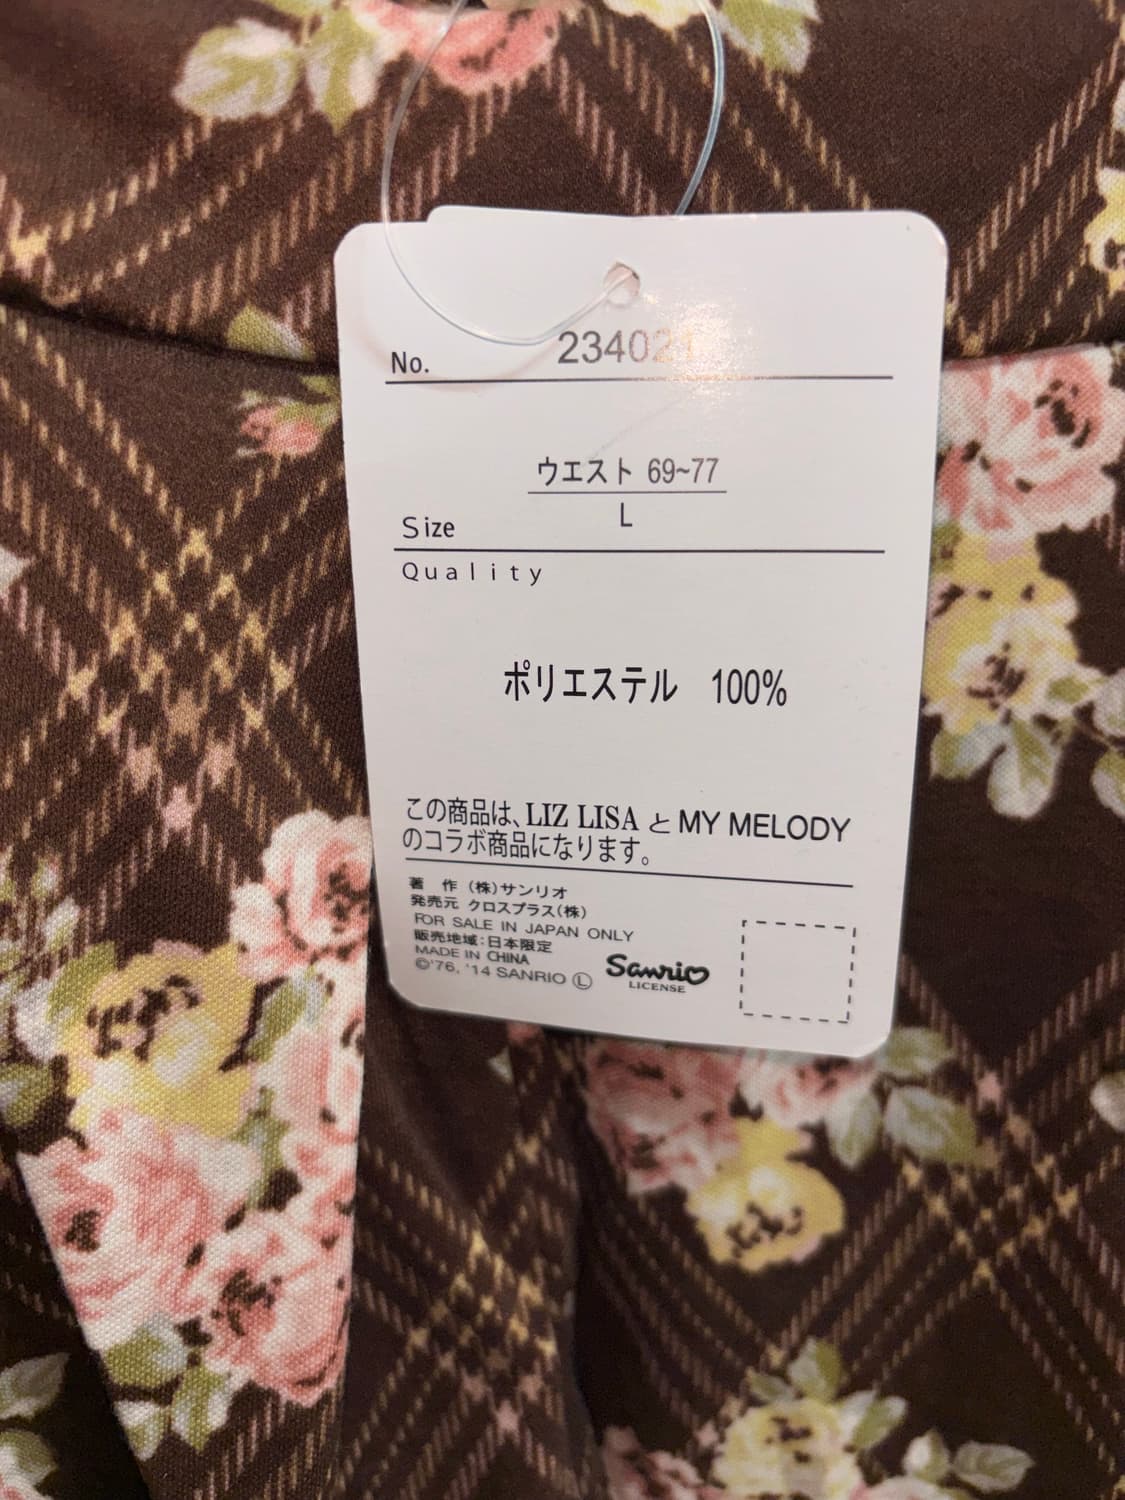 No. 234021
ウエスト 69~77
L
Size
Quality
ポリエステル 100%
この商品は、LIZ LISA と MY MELODY
のコラボ商品になります。
著 作 (株)サンリオ
発売元 クロスプラス(株)
FOR SALE IN JAPAN ONLY
販売地域:日本限定
MADE IN CHINA
©'76, '14 SANRIO Ⓛ
Sanrio
LICENSE